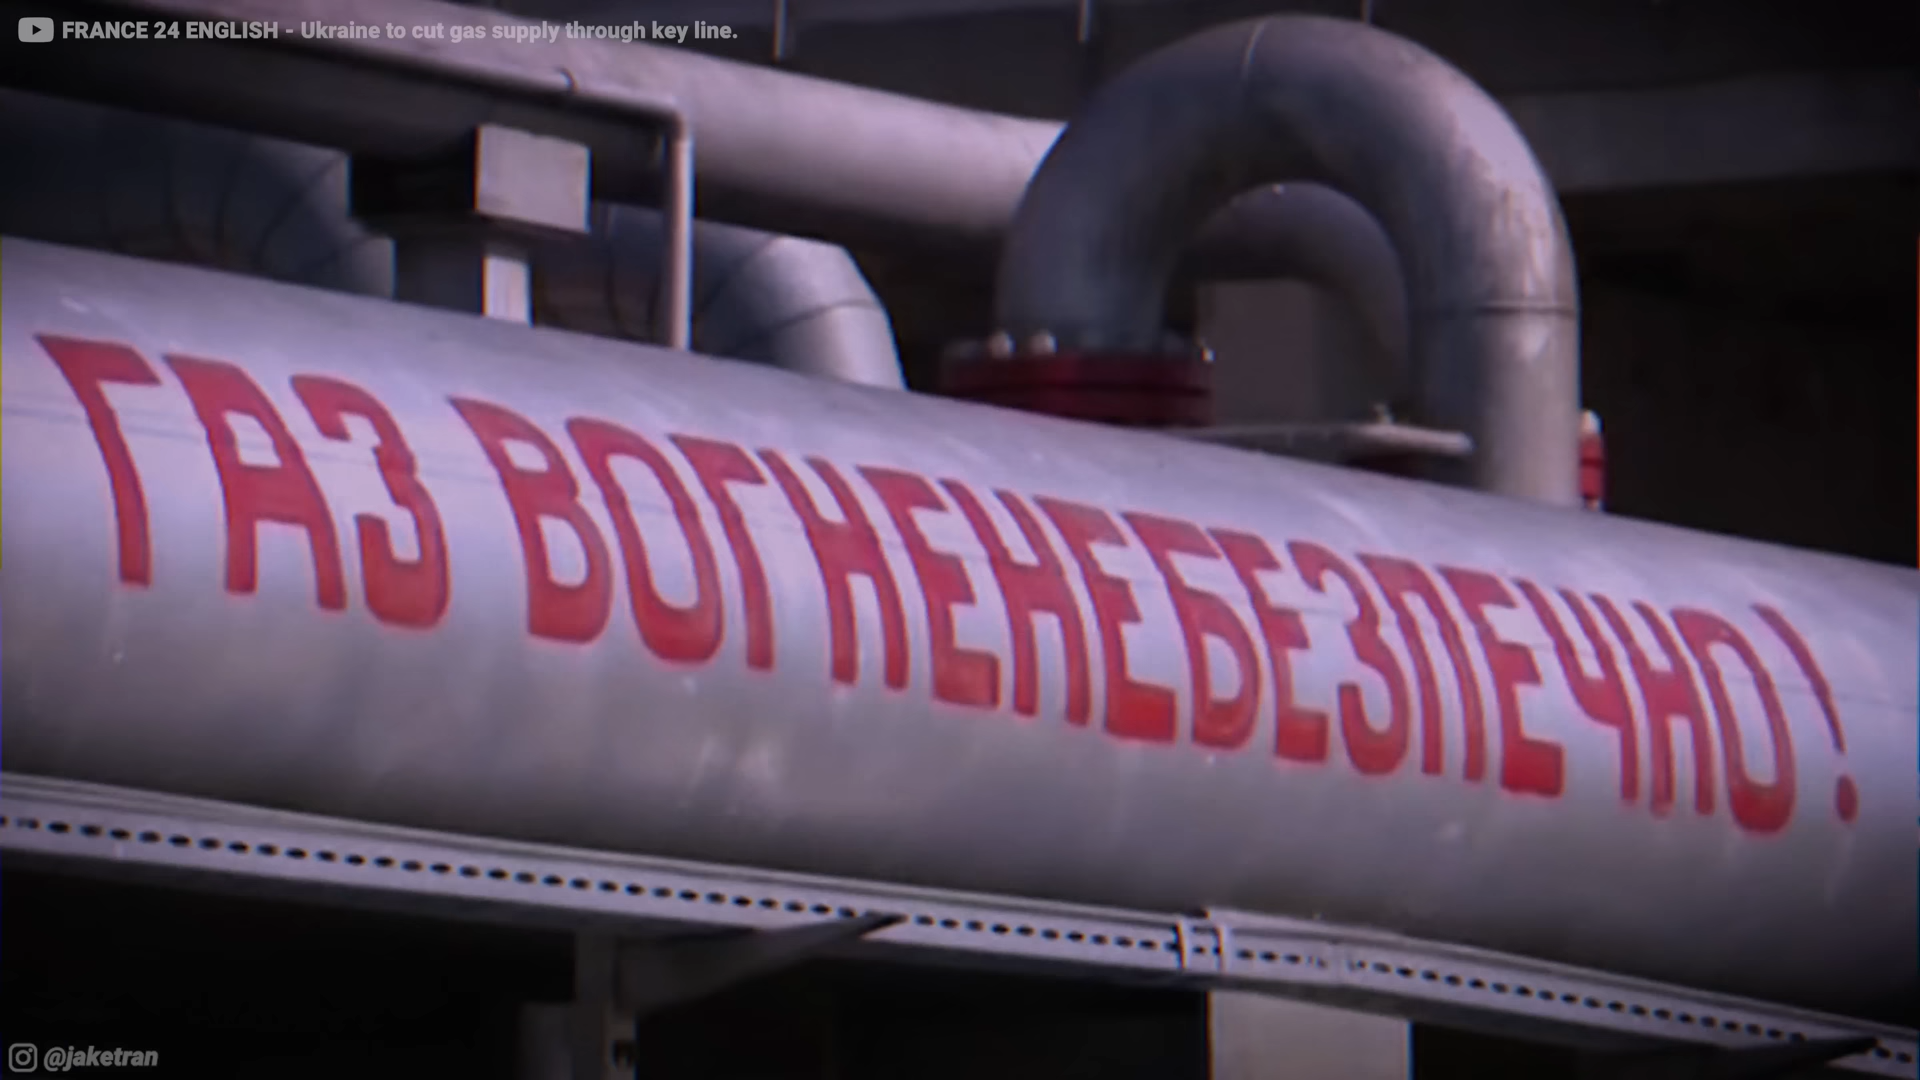 FRANCE 24 ENGLISH - Ukraine to cut gas supply through key line.
ГАЗ ВОГНЕНЕБЕЗПЕЧНО!
@jaketran